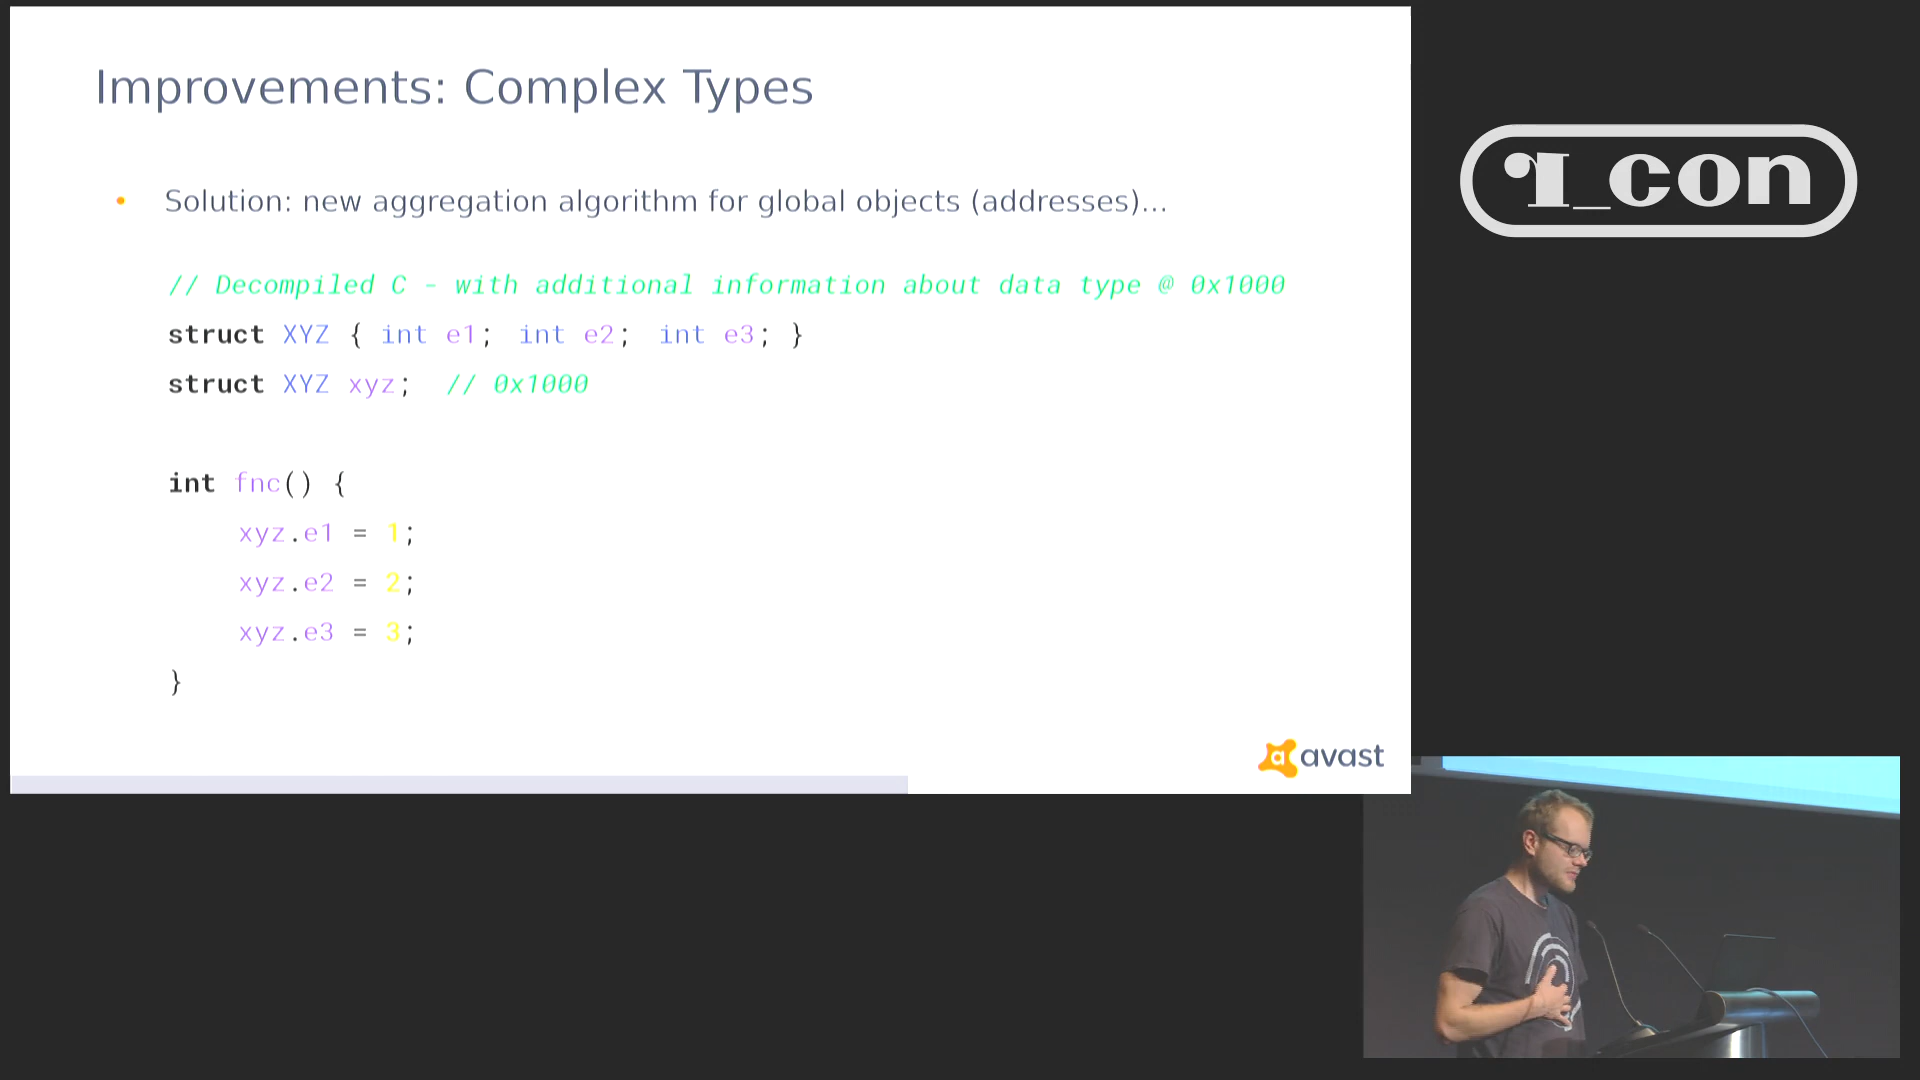 Improvements: Complex Types
• Solution: new aggregation algorithm for global objects (addresses)...
// Decompiled C - with additional information about data type @ 0x1000
struct XYZ { int e1; int e2; int e3; }
struct XYZ xyz; // 0x1000
int fnc() {
xyz.e1 = 1;
xyz.e2 = 2;
xyz.e3 = 3;
}
avast
r_con